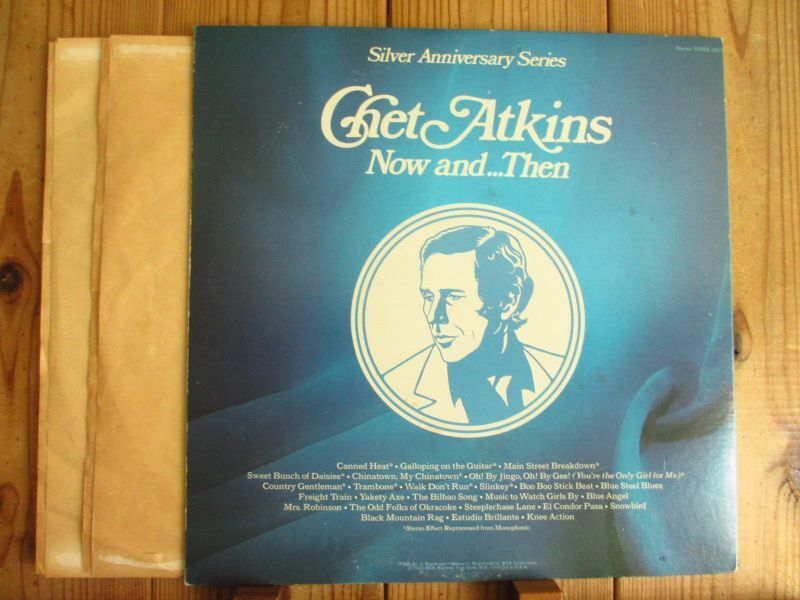 Silver Anniversary Series
Stereo
Chet Atkins
Now and...Then
Canned Heat* • Galloping on the Guitar* • Main Street Breakdown*
Sweet Bunch of Daisies* • Chinatown, My Chinatown* • Oh! By Jingo, Oh! By Gee! (You're the Only Girl for Me)*
Country Gentleman* • Trambone* • Walk Don't Run* • Slinkey* • Boo Boo Stick Beat • Blue Steel Blues
Freight Train • Yakety Axe • The Bilbao Song • Music to Watch Girls By • Blue Angel
Mrs. Robinson • The Odd Folks of Okracoke • Steeplechase Lane • El Condor Pasa • Snowbird
Black Mountain Rag • Estudio Brillante • Knee Action
*Stereo Effect Reprocessed from Monophonic.